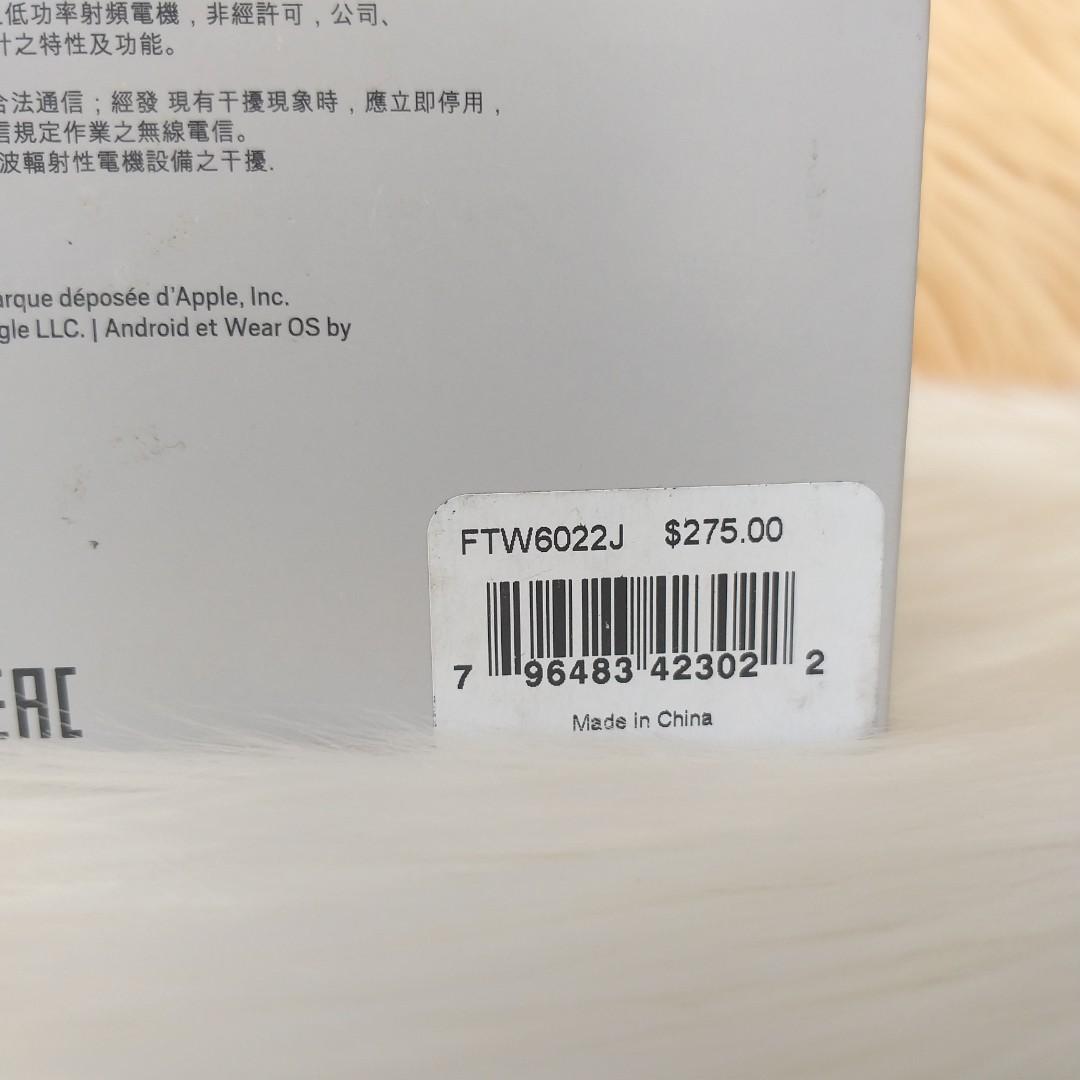 低功率射頻電機，非經許可，公司、
計之特性及功能。
合法通信；經發 現有干擾現象時，應立即停用，
信規定作業之無線電信。
波輻射性電機設備之干擾.
arque déposée d'Apple, Inc.
gle LLC. | Android et Wear OS by
FTW6022J $275.00
7 96483 42302 2
Made in China
EAC